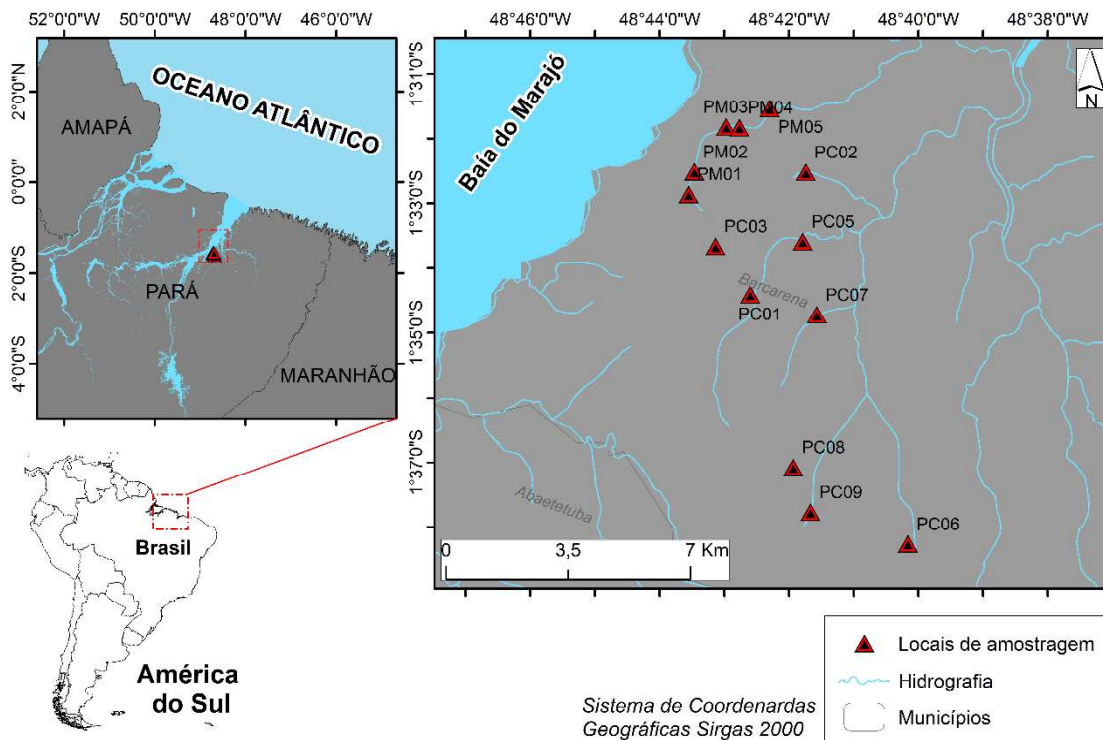 52°0'0"W 50°0'0"W 48°0'0"W 46°0'0"W
2°0'0"N
0°0'0"
2°0'0"S
4°0'0"S
OCEANO ATLÂNTICO
AMAPÁ
PARÁ
MARANHÃO
Brasil
América
do Sul
48°44'0"W 48°42'0"W 48°40'0"W 48°38'0"W
1°31'0"S
1°33'0"S
1°35'0"S
1°37'0"S
Baía do Marajó
N
PM03 PM04
PM05
PM02
PC02
PM01
PC03
PC05
Barcarena
PC07
PC01
PC08
Abaetetuba
PC09
PC06
0 3,5 7 Km
Locais de amostragem
Hidrografia
Municípios
Sistema de Coordenardas
Geográficas Sirgas 2000